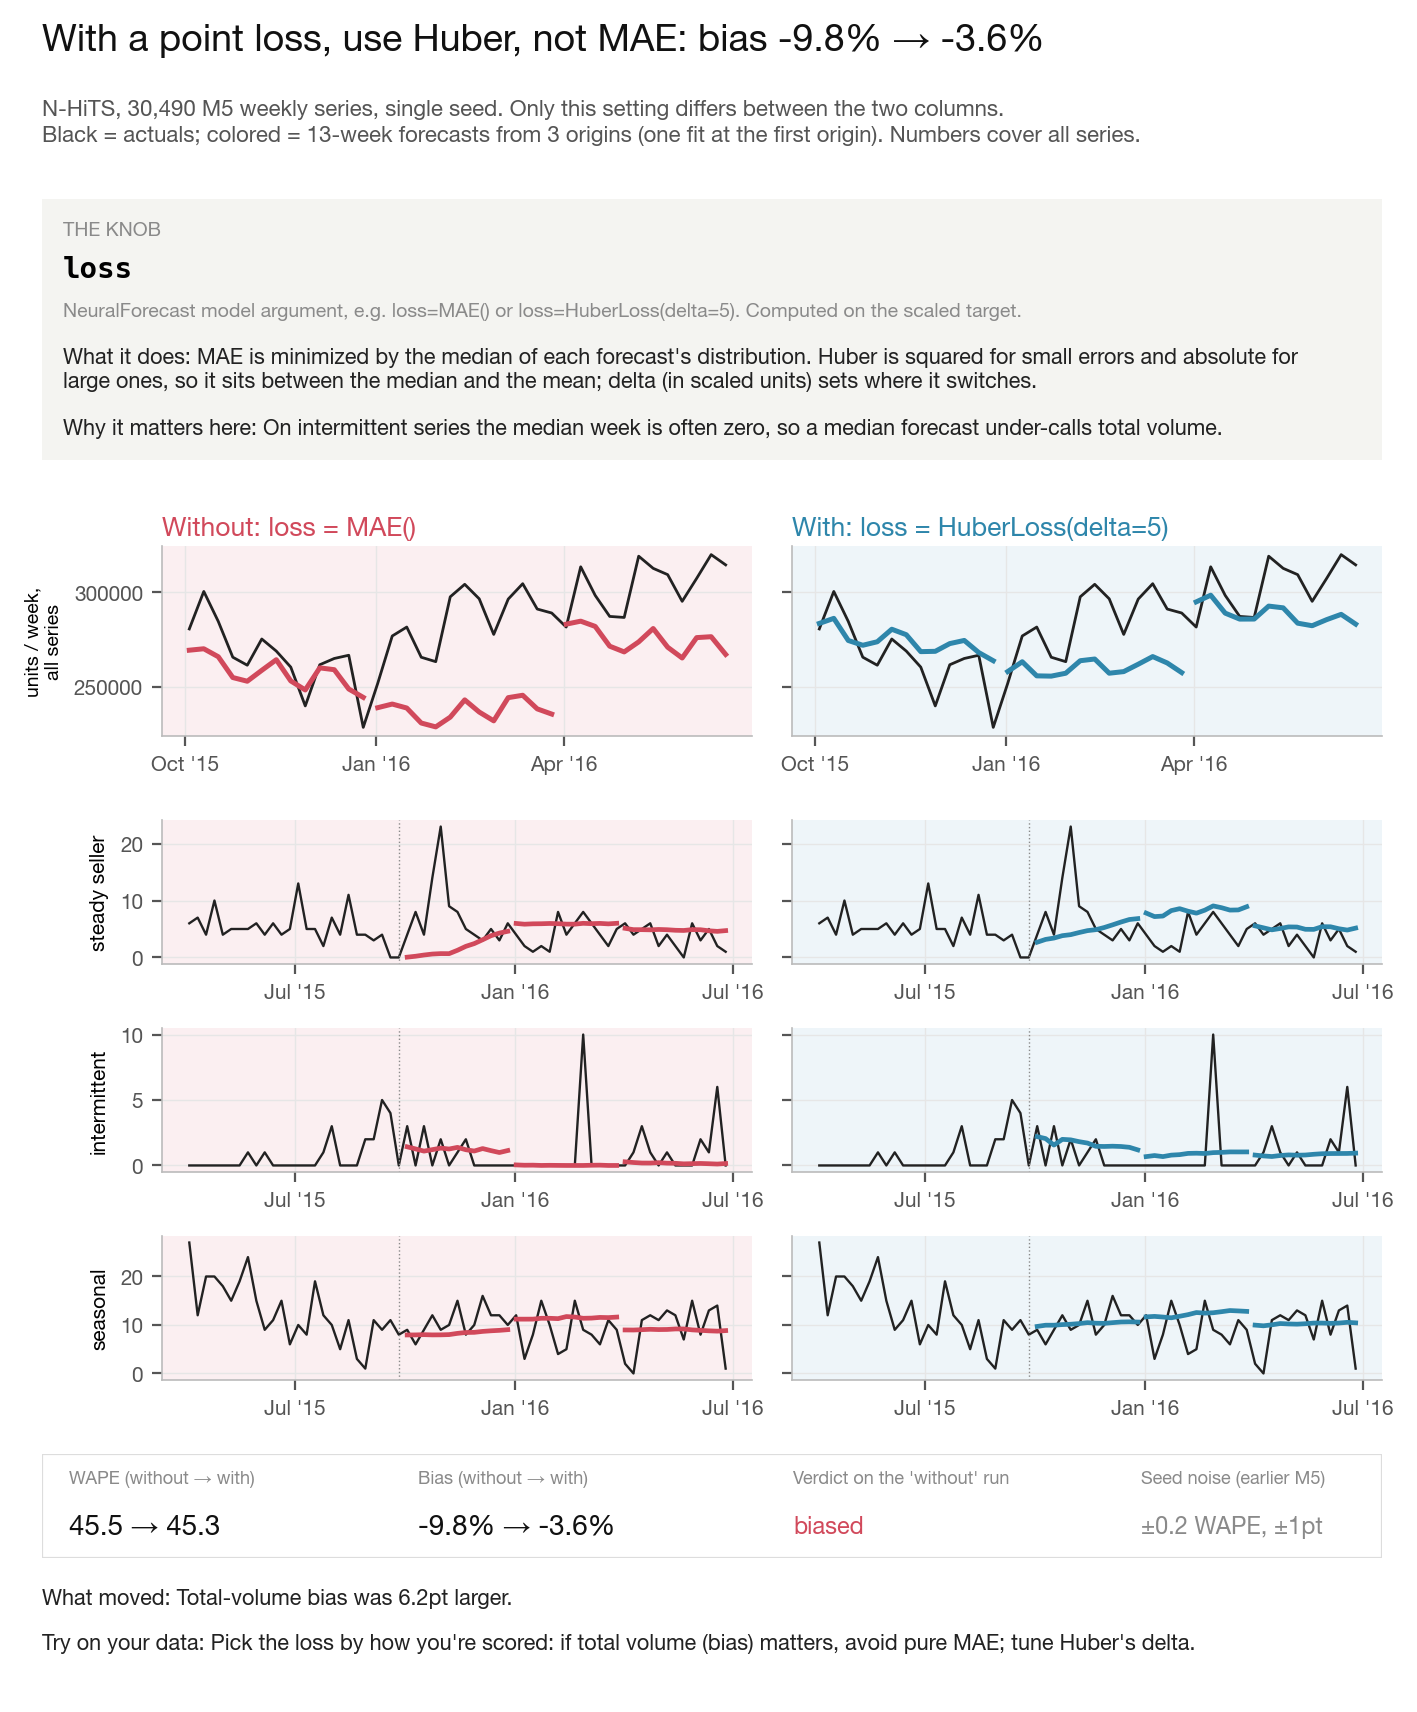 With a point loss, use Huber, not MAE: bias -9.8% → -3.6%
N-HiTS, 30,490 M5 weekly series, single seed. Only this setting differs between the two columns.
Black = actuals; colored = 13-week forecasts from 3 origins (one fit at the first origin). Numbers cover all series.
THE KNOB
loss
NeuralForecast model argument, e.g. loss=MAE() or loss=HuberLoss(delta=5). Computed on the scaled target.
What it does: MAE is minimized by the median of each forecast's distribution. Huber is squared for small errors and absolute for
large ones, so it sits between the median and the mean; delta (in scaled units) sets where it switches.
Why it matters here: On intermittent series the median week is often zero, so a median forecast under-calls total volume.
Without: loss = MAE()
With: loss = HuberLoss(delta=5)
units / week,
all series
300000
250000
Oct '15 Jan '16 Apr '16
Oct '15 Jan '16 Apr '16
steady seller
20
10
0
Jul '15 Jan '16 Jul '16
Jul '15 Jan '16 Jul '16
intermittent
10
5
0
Jul '15 Jan '16 Jul '16
Jul '15 Jan '16 Jul '16
seasonal
20
10
0
Jul '15 Jan '16 Jul '16
Jul '15 Jan '16 Jul '16
WAPE (without → with)
45.5 → 45.3
Bias (without → with)
-9.8% → -3.6%
Verdict on the 'without' run
biased
Seed noise (earlier M5)
±0.2 WAPE, ±1pt
What moved: Total-volume bias was 6.2pt larger.
Try on your data: Pick the loss by how you're scored: if total volume (bias) matters, avoid pure MAE; tune Huber's delta.